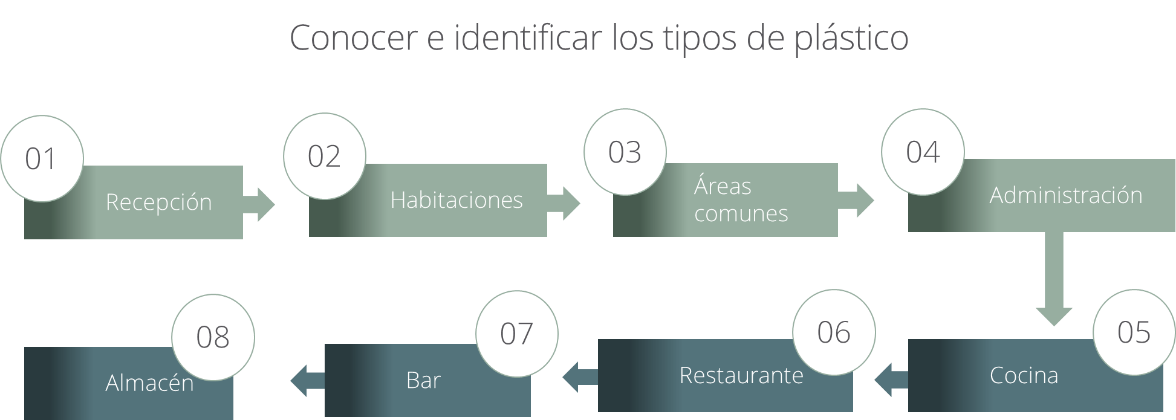 Conocer e identificar los tipos de plástico
01
Recepción
02
Habitaciones
03
Áreas
comunes
04
Administración
05
Cocina
06
Restaurante
07
Bar
08
Almacén